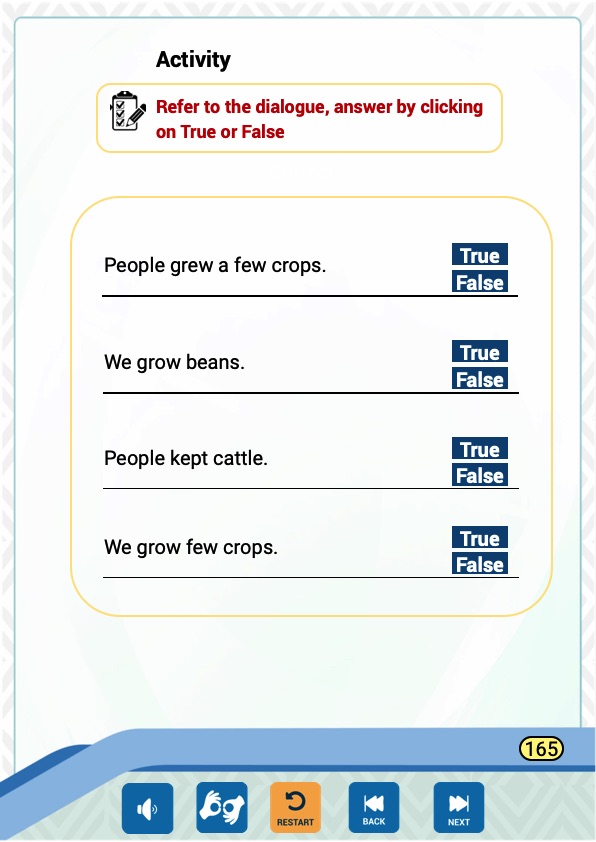 Activity
Refer to the dialogue, answer by clicking
on True or False
People grew a few crops.
True
False
We grow beans.
True
False
People kept cattle.
True
False
We grow few crops.
True
False
165
RESTART
BACK
NEXT